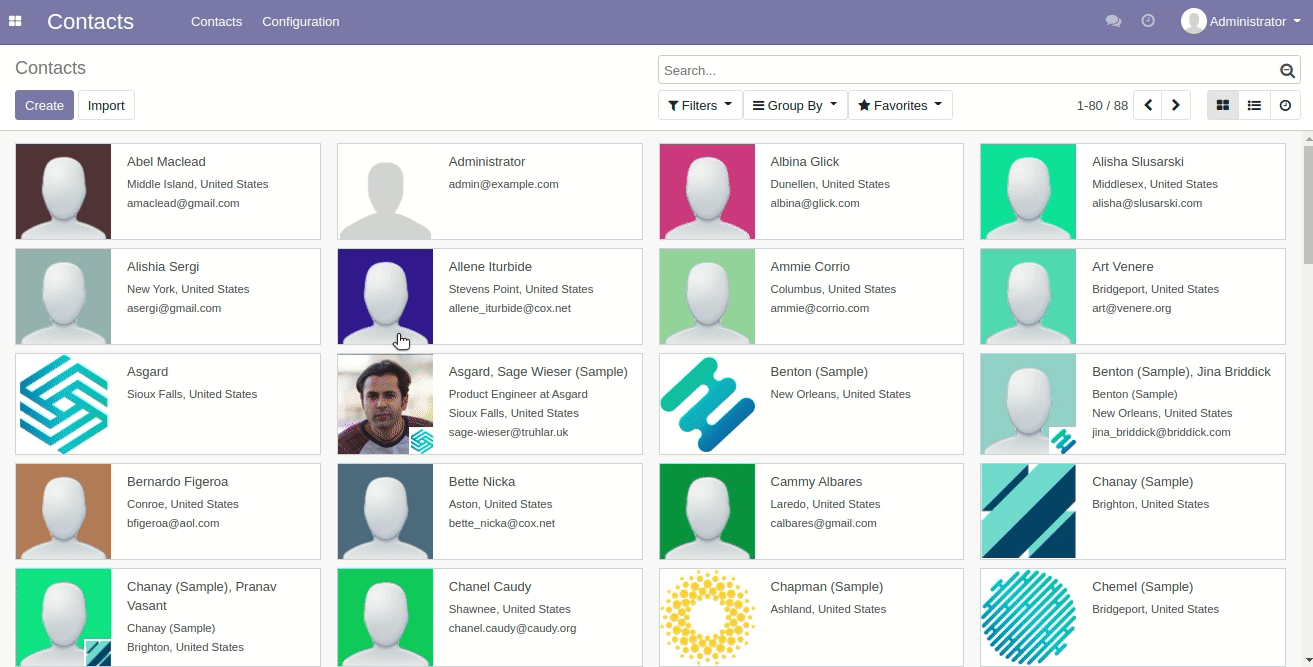 Contacts
Contacts
Configuration
Administrator
Contacts
Search...
Create
Import
Filters
Group By
Favorites
1-80 / 88
Abel Maclead
Middle Island, United States
amaclead@gmail.com
Administrator
admin@example.com
Albina Glick
Dunellen, United States
albina@glick.com
Alisha Slusarski
Middlesex, United States
alisha@slusarski.com
Alishia Sergi
New York, United States
asergi@gmail.com
Allene Iturbide
Stevens Point, United States
allene_iturbide@cox.net
Ammie Corrio
Columbus, United States
ammie@corrio.com
Art Venere
Bridgeport, United States
art@venere.org
Asgard
Sioux Falls, United States
Asgard, Sage Wieser (Sample)
Product Engineer at Asgard
Sioux Falls, United States
sage-wieser@truhlar.uk
Benton (Sample)
New Orleans, United States
Benton (Sample), Jina Briddick
Benton (Sample)
New Orleans, United States
jina_briddick@briddick.com
Bernardo Figeroa
Conroe, United States
bfigeroa@aol.com
Bette Nicka
Aston, United States
bette_nicka@cox.net
Cammy Albares
Laredo, United States
calbares@gmail.com
Chanay (Sample)
Brighton, United States
Chanay (Sample), Pranav
Vasant
Chanay (Sample)
Brighton, United States
Chanel Caudy
Shawnee, United States
chanel.caudy@caudy.org
Chapman (Sample)
Ashland, United States
Chemel (Sample)
Bridgeport, United States